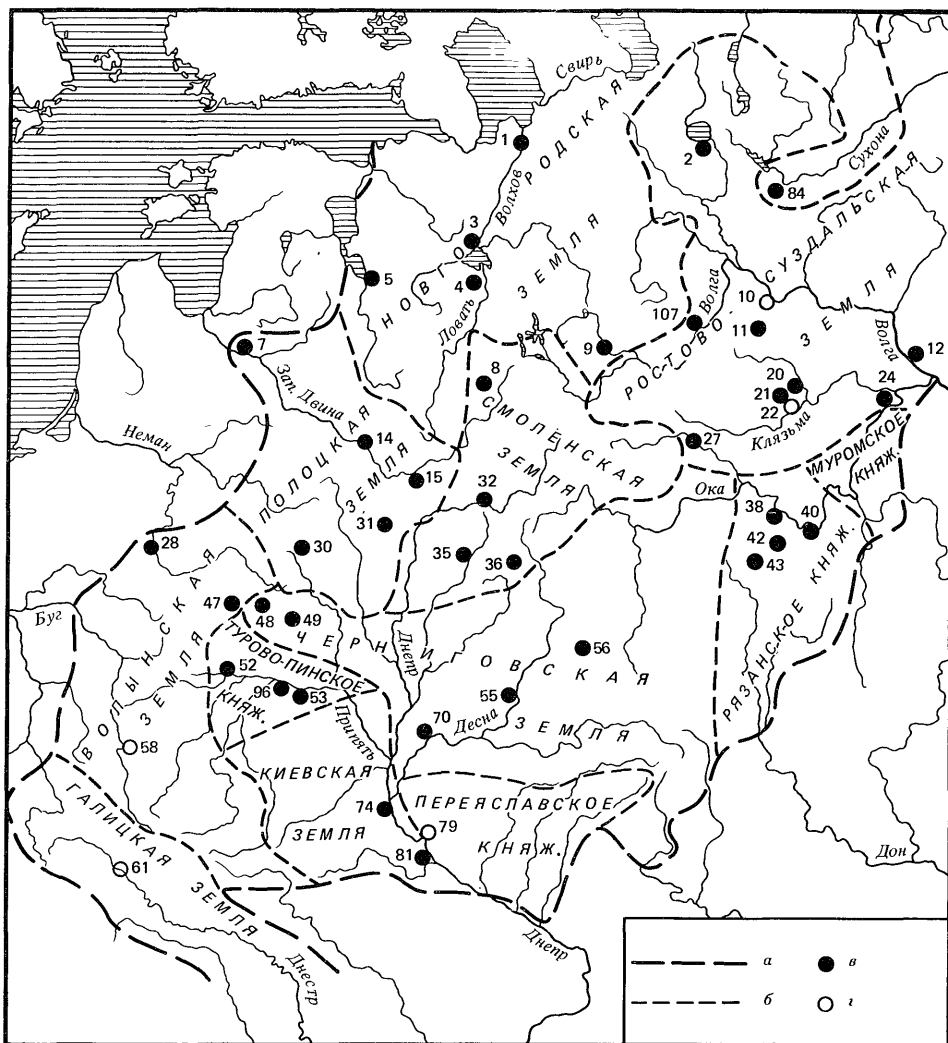 Свирь
1
2
Сухона
84
Волхов
НОВГОРОДСКАЯ
ЗЕМЛЯ
3
4
5
Ловать
10
11
107
Волга
РОСТОВО-СУЗДАЛЬСКАЯ
ЗЕМЛЯ
Волга
12
7
8
9
20
21
22
24
Клязьма
Зап. Двина
Неман
14
15
ПОЛОЦКАЯ
ЗЕМЛЯ
СМОЛЕНСКАЯ
ЗЕМЛЯ
27
МУРОМСКОЕ
КНЯЖ.
Ока
28
30
31
32
35
36
38
40
42
43
РЯЗАНСКОЕ КНЯЖ.
Буг
47
48
49
ВОЛЫНСКАЯ
ЗЕМЛЯ
ТУРОВО-ПИНСКОЕ
КНЯЖ.
ЧЕРНИГОВСКАЯ
ЗЕМЛЯ
Днепр
52
96
53
56
55
Десна
58
70
Припять
КИЕВСКАЯ
ЗЕМЛЯ
74
ПЕРЕЯСЛАВСКОЕ
КНЯЖ.
79
81
ГАЛИЦКАЯ
ЗЕМЛЯ
61
Днестр
Днепр
Дон
а
в
б
г